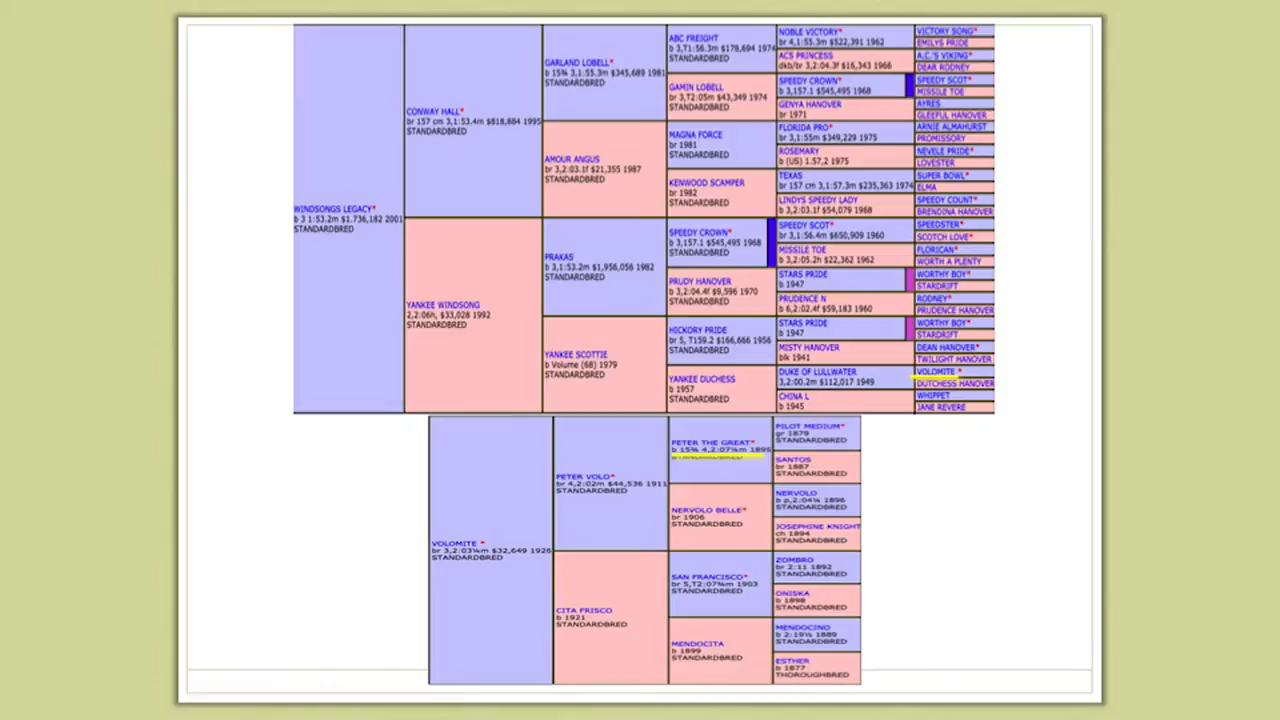 WINDSONGS LEGACY*
b 3 1:53.2m $1.736,182 2001
STANDARDBRED
CONWAY HALL*
br 157 cm 3,1:53.4m $818,884 1995
STANDARDBRED
YANKEE WINDSONG
2,2:06h, $33,028 1992
STANDARDBRED
GARLAND LOBELL*
b 15¾ 3,1:55.3m $345,689 1981
STANDARDBRED
AMOUR ANGUS
br 3,2:03.1f $21,355 1987
STANDARDBRED
PRAKAS
b 3,1:53.2m $1,956,056 1982
STANDARDBRED
YANKEE SCOTTIE
b Volume (68) 1979
STANDARDBRED
ABC FREIGHT
b 3,T1:56.3m $178,694 1974
STANDARDBRED
GAMIN LOBELL
br 3,T2:05m $43,349 1974
STANDARDBRED
MAGNA FORCE
br 1981
STANDARDBRED
KENWOOD SCAMPER
br 1982
STANDARDBRED
SPEEDY CROWN*
b 3,157.1 $545,495 1968
STANDARDBRED
PRUDY HANOVER
b 3,2:04.4f $9,596 1970
STANDARDBRED
HICKORY PRIDE
br 5, T159.2 $166,666 1956
STANDARDBRED
YANKEE DUCHESS
b 1957
STANDARDBRED
NOBLE VICTORY*
br 4,1:55.3m $522,391 1962
ACS PRINCESS
dkb/br 3,2:04.3f $16,343 1966
SPEEDY CROWN*
b 3,157.1 $545,495 1968
GENYA HANOVER
br 1971
FLORIDA PRO*
br 3,1:55m $349,229 1975
ROSEMARY
b (US) 1.57,2 1975
TEXAS
br 157 cm 3,1:57.3m $235,363 1974
LINDYS SPEEDY LADY
b 3,2:03.1f $54,079 1968
SPEEDY SCOT*
br 3,1:56.4m $650,909 1960
MISSILE TOE
b 3,2:05.2h $22,362 1962
STARS PRIDE
b 1947
PRUDENCE N
b 6,2:02.4f $59,183 1960
STARS PRIDE
b 1947
MISTY HANOVER
blk 1941
DUKE OF LULLWATER
3,2:00.2m $112,017 1949
CHINA L
b 1945
VICTORY SONG*
EMILYS PRIDE
A.C.'S VIKING*
DEAR RODNEY
SPEEDY SCOT*
MISSILE TOE
AYRES
GLEEFUL HANOVER
ARNIE ALMAHURST
PROMISSORY
NEVELE PRIDE*
LOVESTER
SUPER BOWL*
ELMA
SPEEDY COUNT*
BRENDINA HANOVER
SPEEDSTER*
SCOTCH LOVE*
FLORICAN*
WORTH A PLENTY
WORTHY BOY*
STARDRIFT
RODNEY*
PRUDENCE HANOVER
WORTHY BOY*
STARDRIFT
DEAN HANOVER*
TWILIGHT HANOVER
VOLOMITE *
DUTCHESS HANOVER
WHIPPET
JANE REVERE
VOLOMITE *
br 3,2:03¼m $32,649 1926
STANDARDBRED
PETER VOLO*
br 4,2:02m $44,536 1911
STANDARDBRED
CITA FRISCO
b 1921
STANDARDBRED
PETER THE GREAT*
b 15¾ 4,2:07¼m 1895
STANDARDBRED
NERVOLO BELLE*
br 1906
STANDARDBRED
SAN FRANCISCO*
br 5,T2:07¾m 1903
STANDARDBRED
MENDOCITA
b 1899
STANDARDBRED
PILOT MEDIUM*
gr 1879
STANDARDBRED
SANTOS
br 1887
STANDARDBRED
NERVOLO
b p,2:04¼ 1896
STANDARDBRED
JOSEPHINE KNIGHT
ch 1894
STANDARDBRED
ZOMBRO
br 2:11 1892
STANDARDBRED
ONISKA
b 1898
STANDARDBRED
MENDOCINO
b 2:19½ 1889
STANDARDBRED
ESTHER
b 1877
THOROUGHBRED